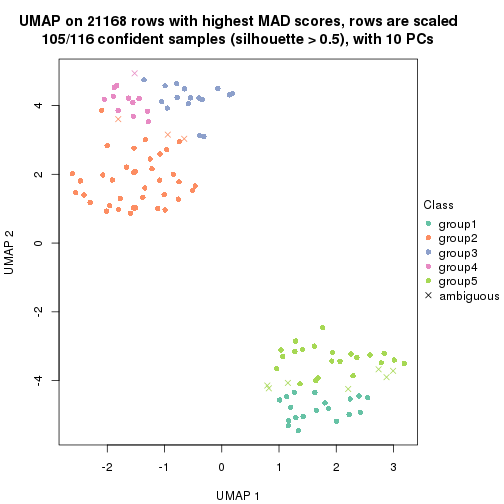 UMAP on 21168 rows with highest MAD scores, rows are scaled
105/116 confident samples (silhouette > 0.5), with 10 PCs
4
2
0
-2
-4
UMAP 2
-2
-1
0
1
2
3
UMAP 1
Class
group1
group2
group3
group4
group5
ambiguous